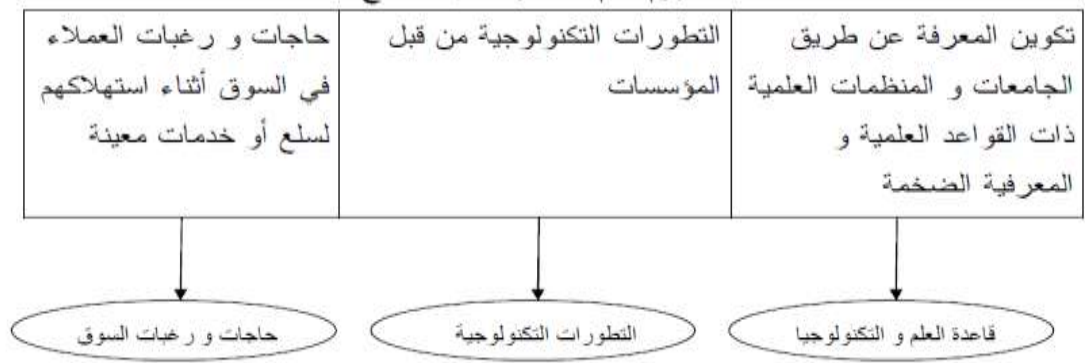 تكوين المعرفة عن طريق
الجامعات و المنظمات العلمية
ذات القواعد العلمية و
المعرفية الضخمة
التطورات التكنولوجية من قبل
المؤسسات
حاجات و رغبات العملاء
في السوق أثناء استهلاكهم
لسلع أو خدمات معينة
قاعدة العلم و التكنولوجيا
التطورات التكنولوجية
حاجات و رغبات السوق